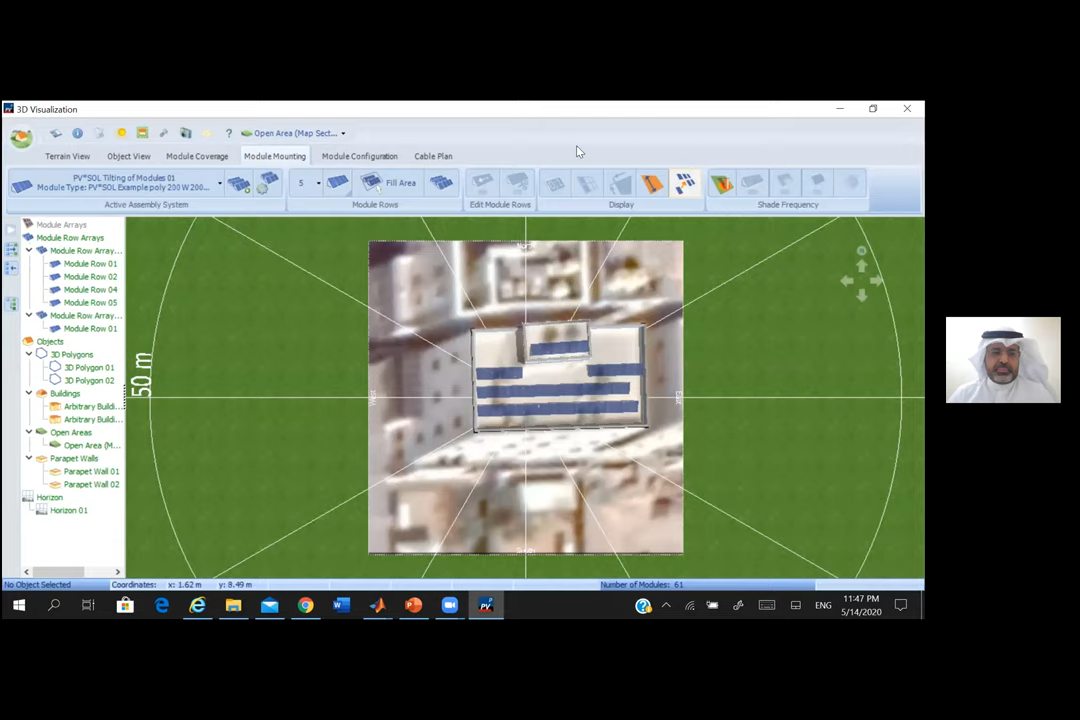 3D Visualization
? Open Area (Map Sect...
Terrain View Object View Module Coverage Module Mounting Module Configuration Cable Plan
PV*SOL Tilting of Modules 01
Module Type: PV*SOL Example poly 200 W 200...
5
Fill Area
Active Assembly System Module Rows Edit Module Rows Display Shade Frequency
Module Arrays
Module Row Arrays
Module Row Array...
Module Row 01
Module Row 02
Module Row 04
Module Row 05
Module Row Array...
Module Row 01
Objects
3D Polygons
3D Polygon 01
3D Polygon 02
Buildings
Arbitrary Buildi...
Arbitrary Buildi...
Open Areas
Open Area (M...
Parapet Walls
Parapet Wall 01
Parapet Wall 02
Horizon
Horizon 01
50 m
North
West
East
South
No Object Selected Coordinates: x: 1.62 m y: 8.49 m Number of Modules: 61
ENG
11:47 PM
5/14/2020